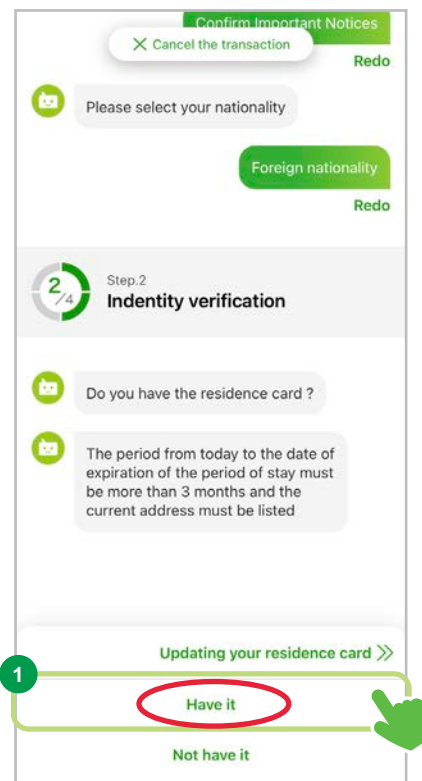 Confirm Important Notices
× Cancel the transaction
Redo
Please select your nationality
Foreign nationality
Redo
2/4
Step.2
Indentity verification
Do you have the residence card ?
The period from today to the date of
expiration of the period of stay must
be more than 3 months and the
current address must be listed
Updating your residence card >>
1
Have it
Not have it